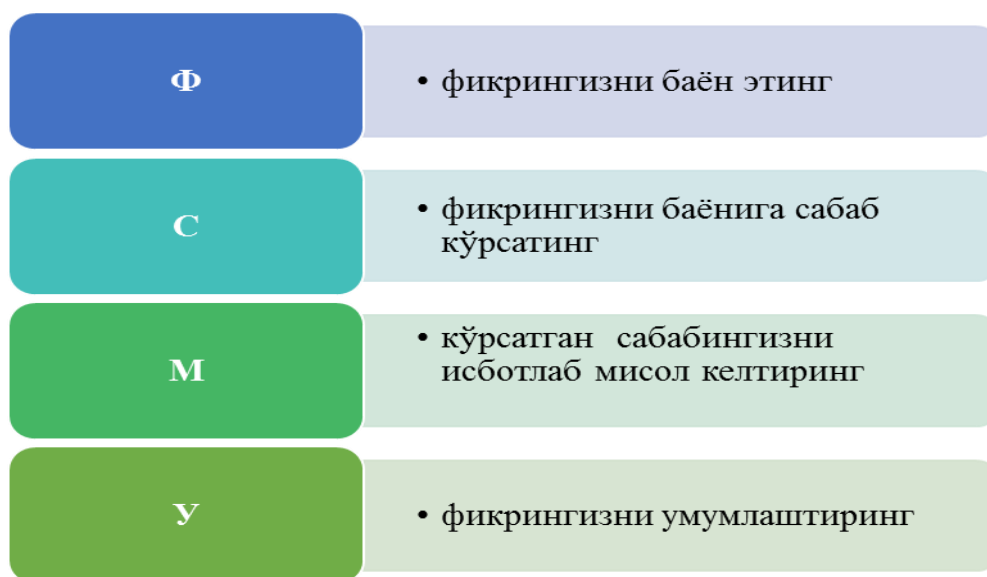 Ф
• фикрингизни баён этинг
С
• фикрингизни баёнига сабаб
кўрсатинг
М
• кўрсатган сабабингизни
исботлаб мисол келтиринг
У
• фикрингизни умумлаштиринг